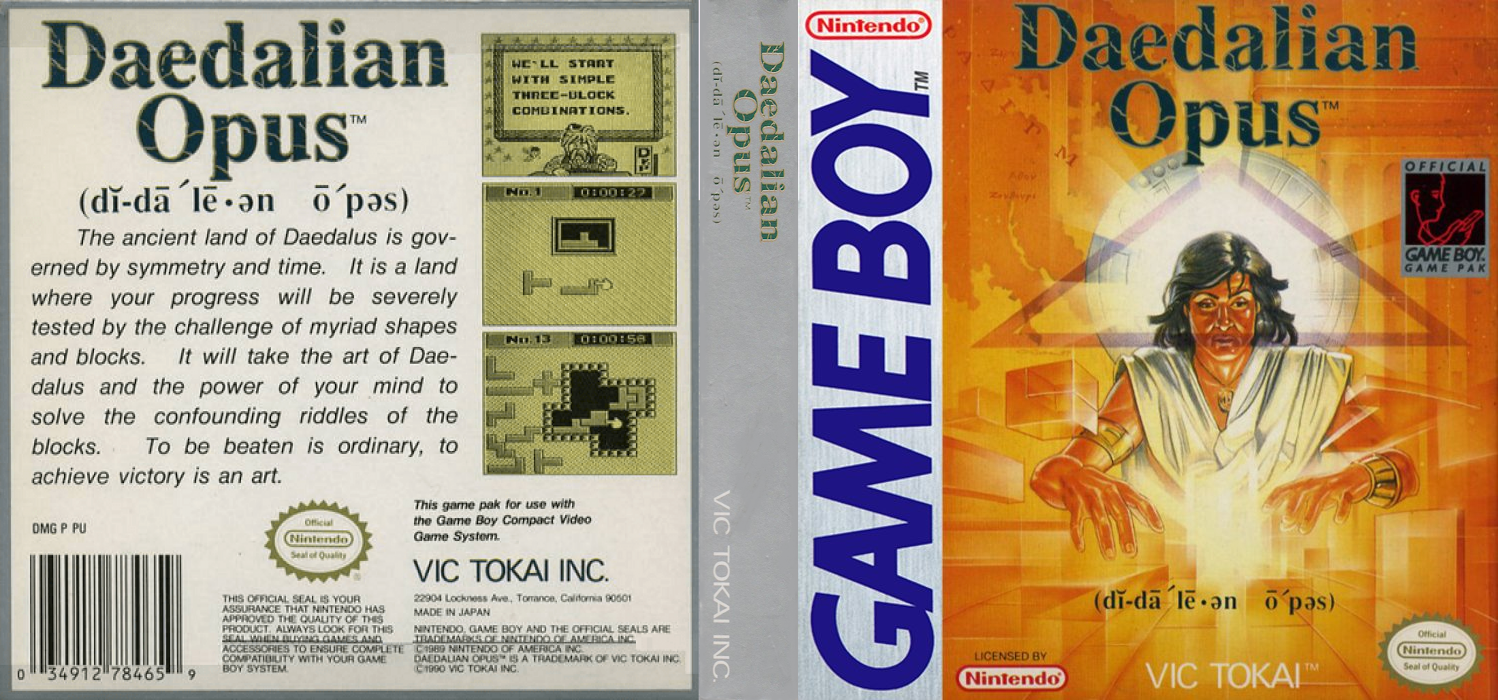 Daedalian
Opus™
(dĭ-dā´lē•ən ō´pəs)
The ancient land of Daedalus is gov-
erned by symmetry and time. It is a land
where your progress will be severely
tested by the challenge of myriad shapes
and blocks. It will take the art of Dae-
dalus and the power of your mind to
solve the confounding riddles of the
blocks. To be beaten is ordinary, to
achieve victory is an art.
WE'LL START
WITH SIMPLE
THREE-BLOCK
COMBINATIONS.
No.1 0:00:27
No.13 0:00:58
DMG P PU
0 34912 78465 9
Official
Nintendo
Seal of Quality
®
THIS OFFICIAL SEAL IS YOUR
ASSURANCE THAT NINTENDO HAS
APPROVED THE QUALITY OF THIS
PRODUCT. ALWAYS LOOK FOR THIS
SEAL WHEN BUYING GAMES AND
ACCESSORIES TO ENSURE COMPLETE
COMPATIBILITY WITH YOUR GAME
BOY SYSTEM.
This game pak for use with
the Game Boy Compact Video
Game System.
VIC TOKAI INC.
22904 Lockness Ave., Torrance, California 90501
MADE IN JAPAN
NINTENDO, GAME BOY AND THE OFFICIAL SEALS ARE
TRADEMARKS OF NINTENDO OF AMERICA INC.
©1989 NINTENDO OF AMERICA INC.
DAEDALIAN OPUS™ IS A TRADEMARK OF VIC TOKAI INC.
©1990 VIC TOKAI INC.
Daedalian
Opus™
(dĭ-dā´lē•ən ō´pəs)
VIC TOKAI INC.
Nintendo®
GAME BOY™
Daedalian
Opus™
OFFICIAL
GAME BOY.
GAME PAK
(dĭ-dā´lē•ən ō´pəs)
LICENSED BY
Nintendo®
VIC TOKAI™
Official
Nintendo
Seal of Quality